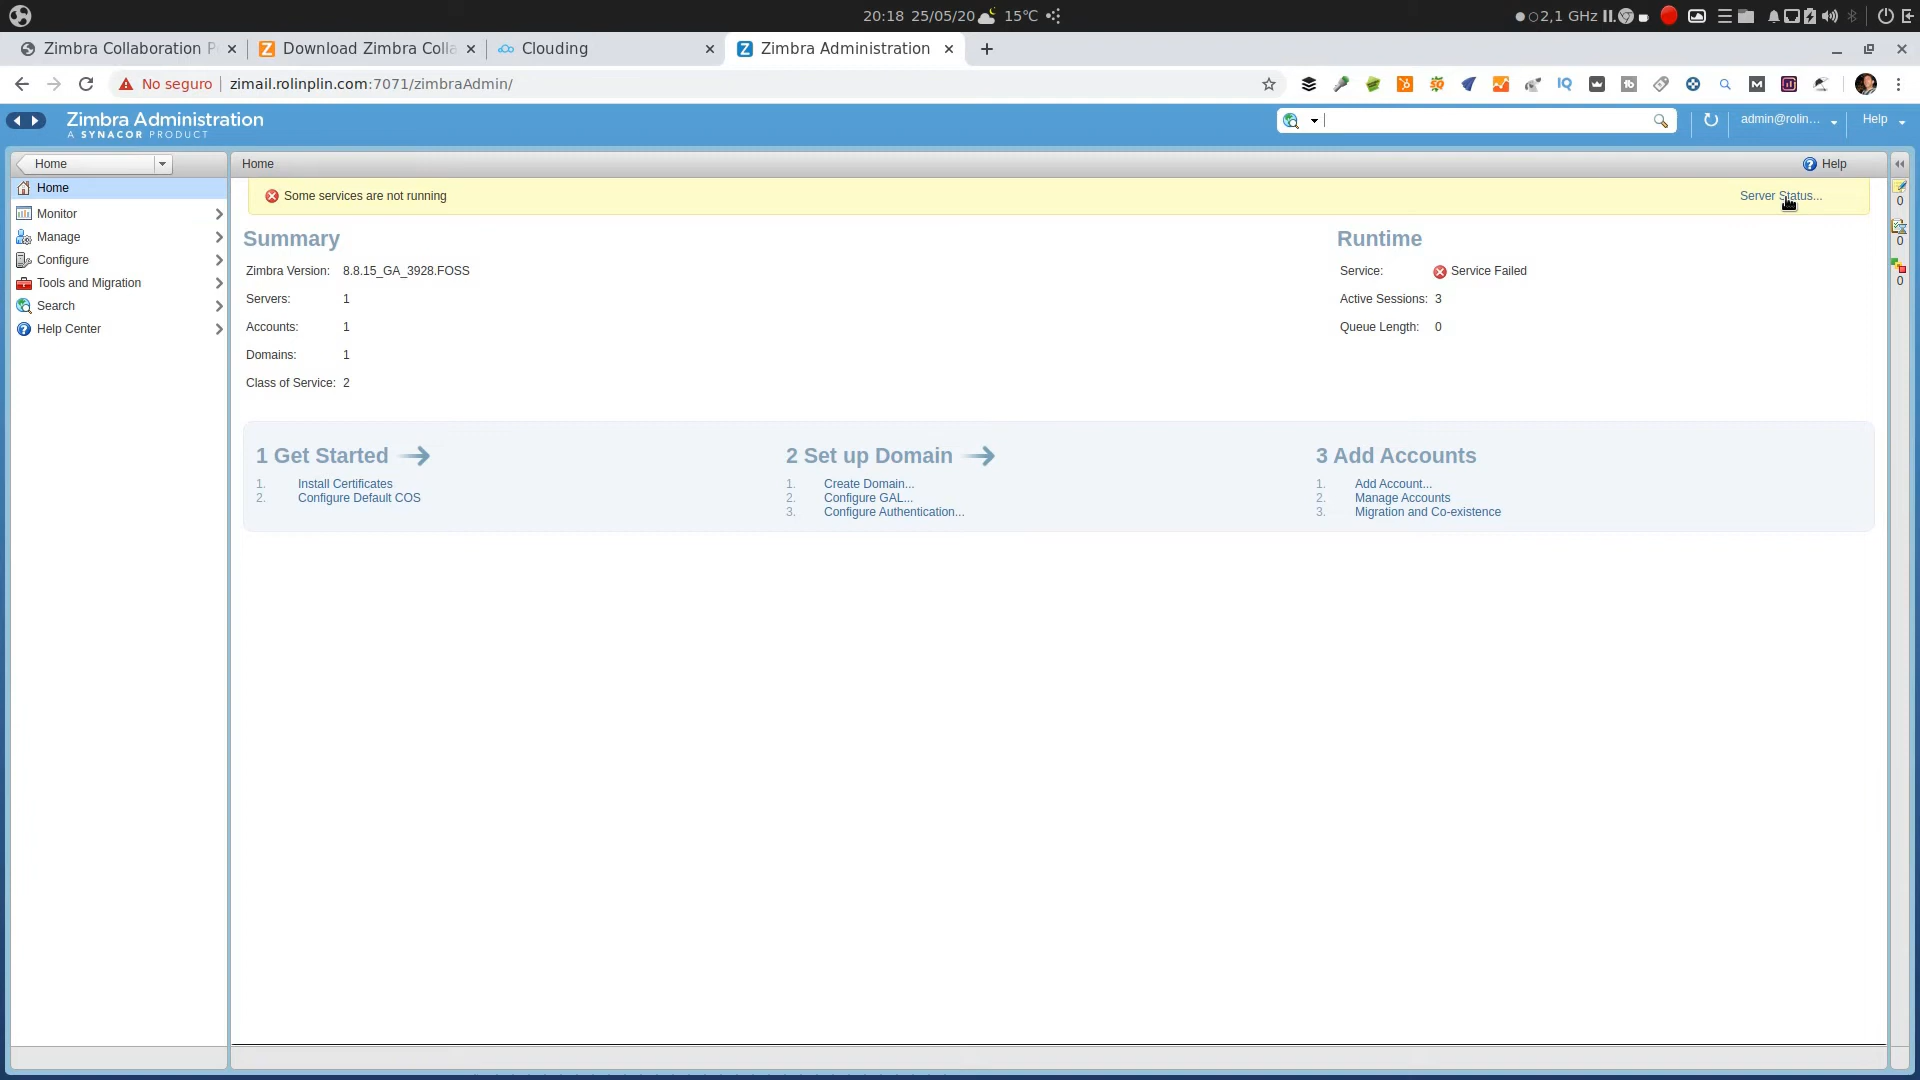 20:18 25/05/20 15°C 2,1 GHz
Zimbra Collaboration P
Download Zimbra Colla
Clouding
Zimbra Administration
No seguro zimail.rolinplin.com:7071/zimbraAdmin/
Zimbra Administration
A SYNACOR PRODUCT
admin@rolin...
Help
Home
Home
Help
Home
Monitor
Manage
Configure
Tools and Migration
Search
Help Center
Some services are not running
Server Status...
Summary
Zimbra Version: 8.8.15_GA_3928.FOSS
Servers: 1
Accounts: 1
Domains: 1
Class of Service: 2
Runtime
Service: Service Failed
Active Sessions: 3
Queue Length: 0
1 Get Started
1. Install Certificates
2. Configure Default COS
2 Set up Domain
1. Create Domain...
2. Configure GAL...
3. Configure Authentication...
3 Add Accounts
1. Add Account...
2. Manage Accounts
3. Migration and Co-existence
0
0
0